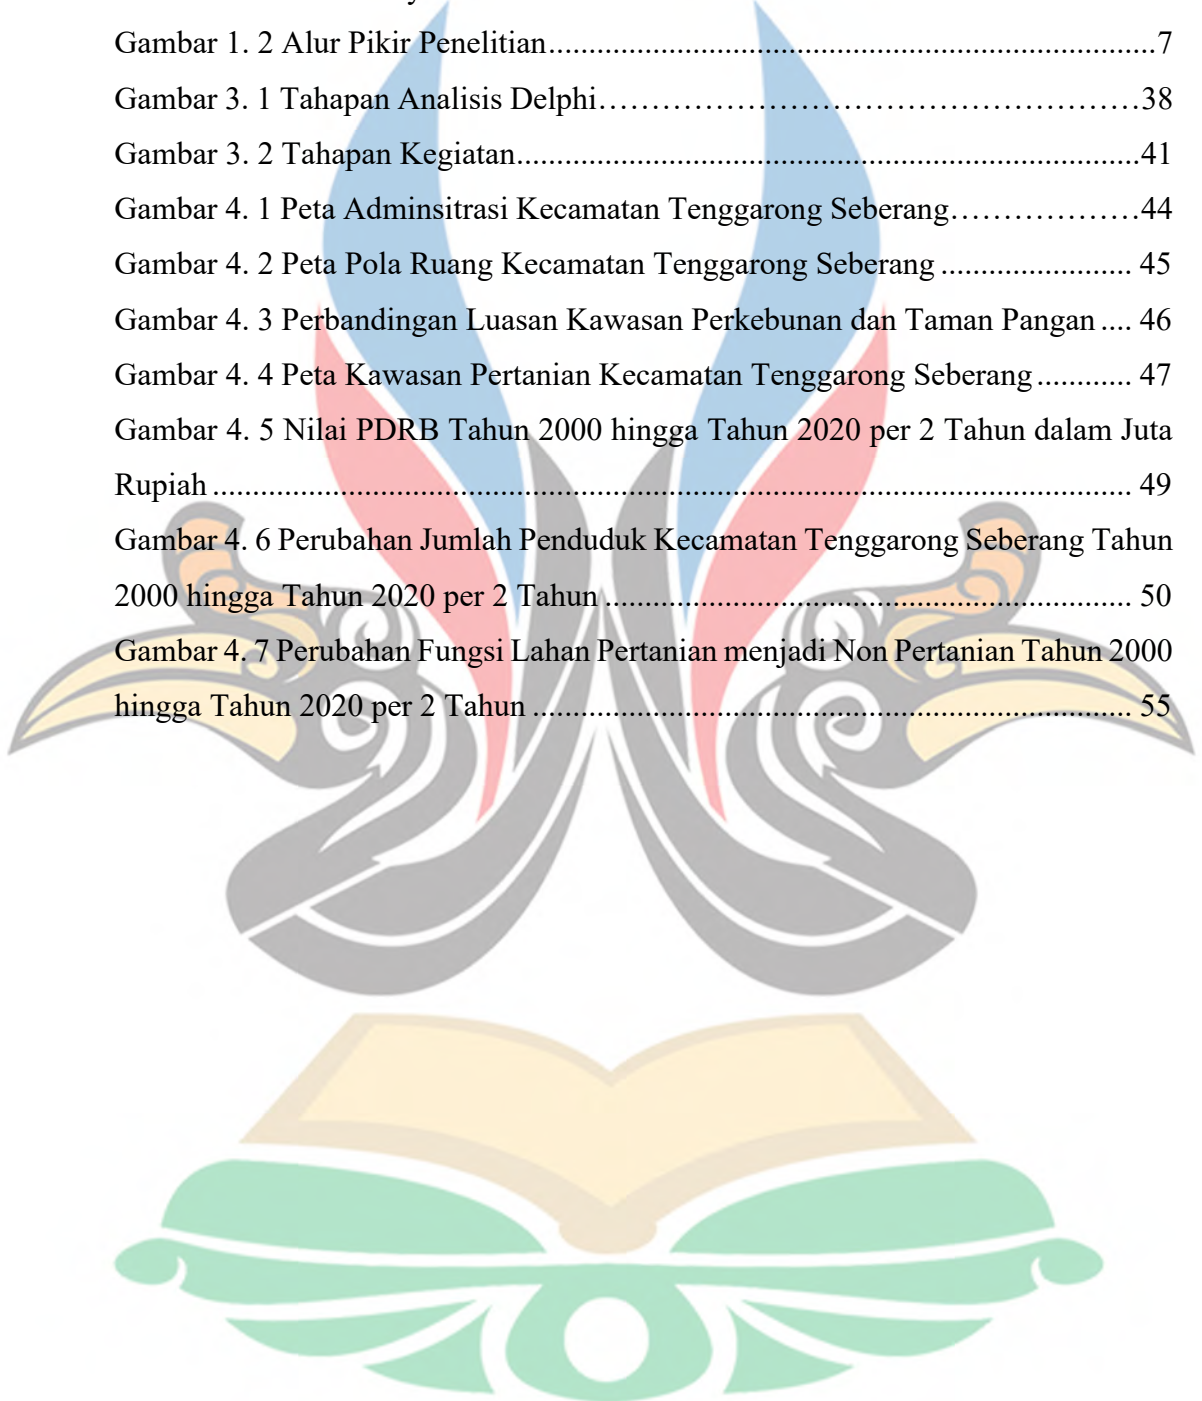 Gambar 1. 2 Alur Pikir Penelitian.............................................................................7
Gambar 3. 1 Tahapan Analisis Delphi……………………………………………38
Gambar 3. 2 Tahapan Kegiatan...............................................................................41
Gambar 4. 1 Peta Adminsitrasi Kecamatan Tenggarong Seberang………………44
Gambar 4. 2 Peta Pola Ruang Kecamatan Tenggarong Seberang ........................ 45
Gambar 4. 3 Perbandingan Luasan Kawasan Perkebunan dan Taman Pangan .... 46
Gambar 4. 4 Peta Kawasan Pertanian Kecamatan Tenggarong Seberang ............ 47
Gambar 4. 5 Nilai PDRB Tahun 2000 hingga Tahun 2020 per 2 Tahun dalam Juta
Rupiah .................................................................................................................... 49
Gambar 4. 6 Perubahan Jumlah Penduduk Kecamatan Tenggarong Seberang Tahun
2000 hingga Tahun 2020 per 2 Tahun ................................................................... 50
Gambar 4. 7 Perubahan Fungsi Lahan Pertanian menjadi Non Pertanian Tahun 2000
hingga Tahun 2020 per 2 Tahun ............................................................................ 55